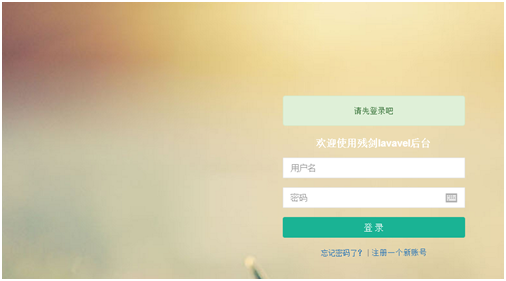 请先登录吧
欢迎使用残剑lavavel后台
用户名
密码
登 录
忘记密码了? | 注册一个新账号